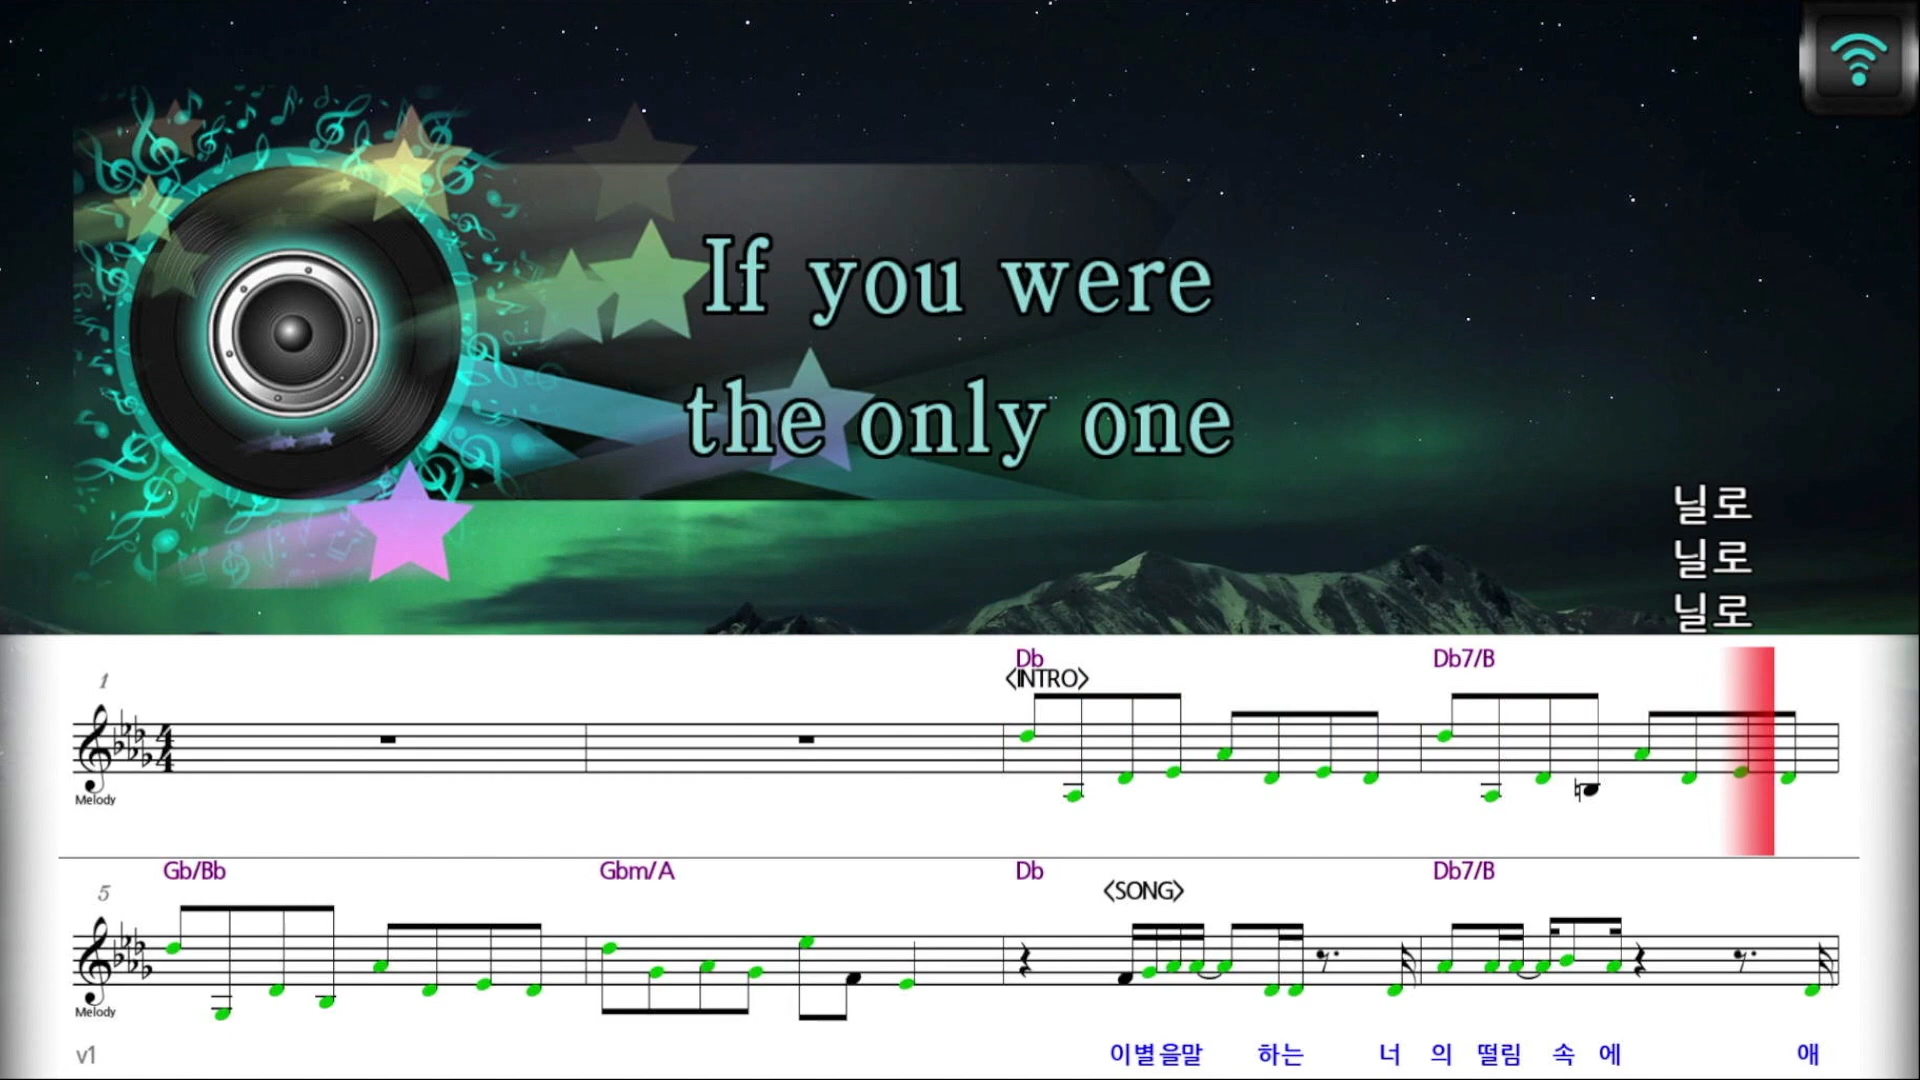 If you were
the only one
닐로
닐로
닐로
Db Db7/B
<INTRO>
1
4
4
Melody
Gb/Bb Gbm/A Db Db7/B
<SONG>
5
Melody
v1 이별을말 하는 너 의 떨림 속 에 애